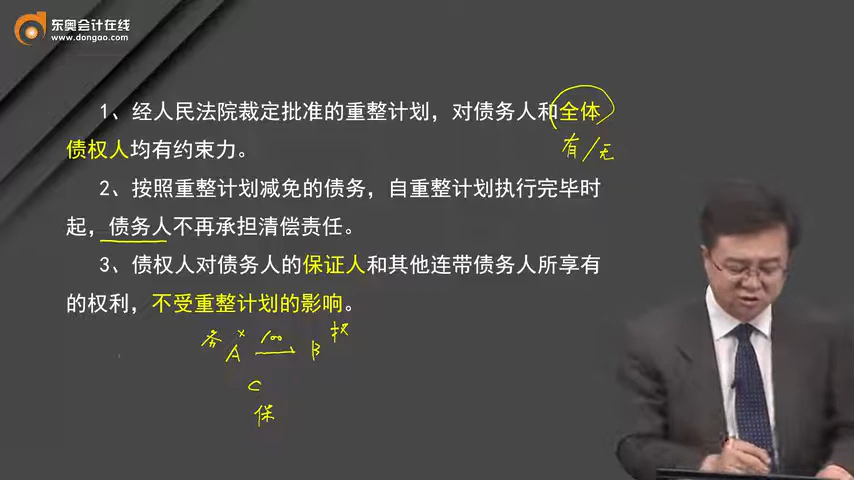 东奥会计在线
www.dongao.com
1、经人民法院裁定批准的重整计划，对债务人和全体
债权人均有约束力。
有/无
2、按照重整计划减免的债务，自重整计划执行完毕时
起，债务人不再承担清偿责任。
3、债权人对债务人的保证人和其他连带债务人所享有
的权利，不受重整计划的影响。
务 A 100 B 权
C
保